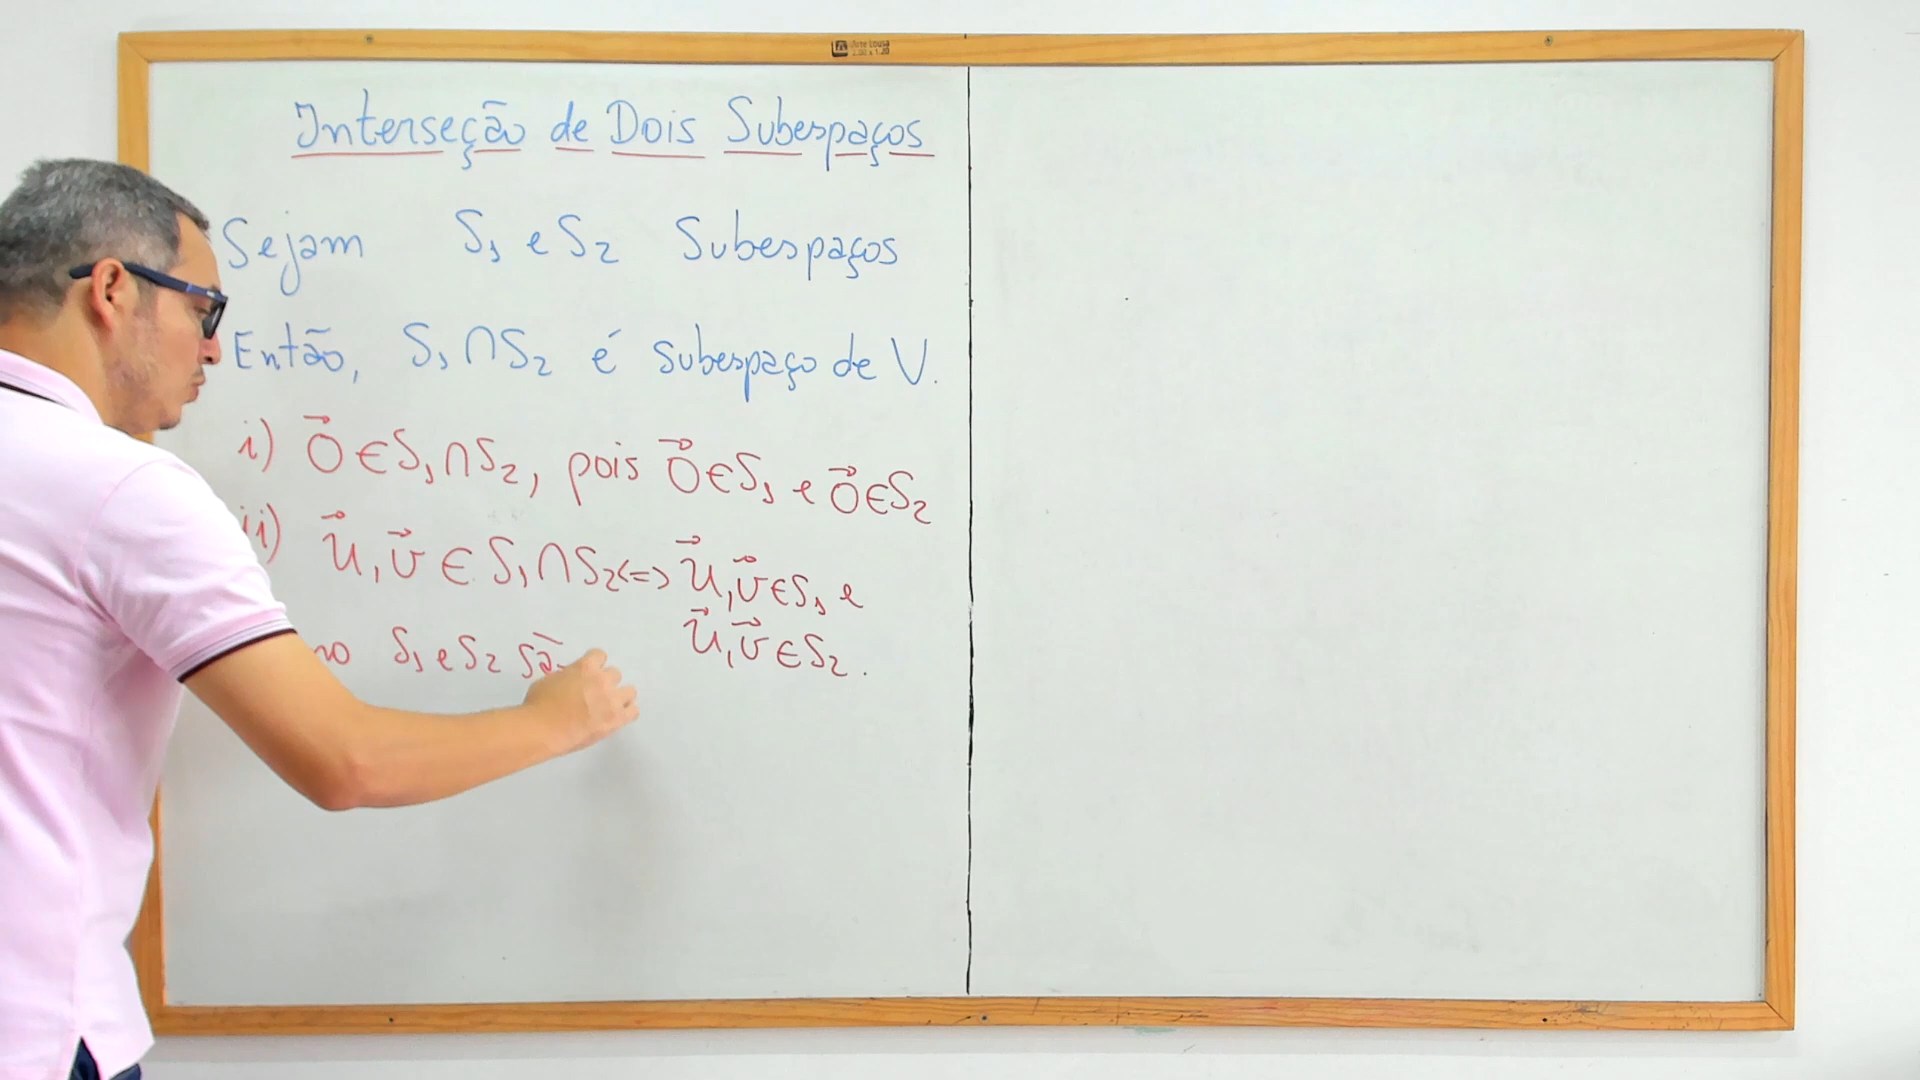 Interseção de Dois Subespaços
Sejam S₁ e S₂ Subespaços
Então, S₁∩S₂ é subespaço de V.
i) 0⃗ ∈ S₁∩S₂, pois 0⃗ ∈ S₁ e 0⃗ ∈ S₂
ii) u⃗, v⃗ ∈ S₁∩S₂ <=> u⃗, v⃗ ∈ S₁ e
u⃗, v⃗ ∈ S₂.
S₁ e S₂